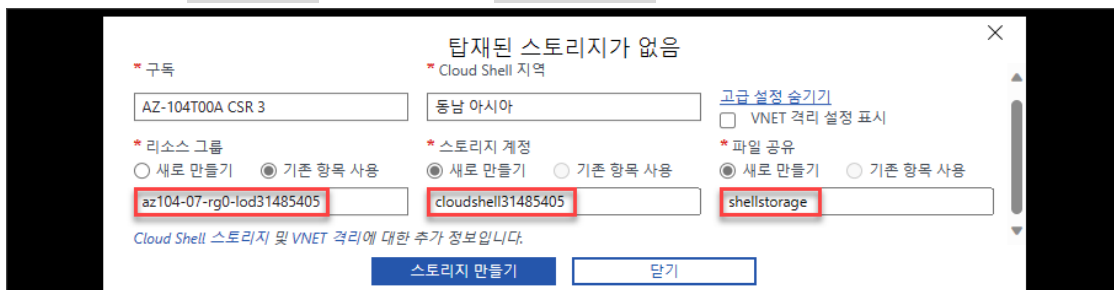 탑재된 스토리지가 없음
* 구독
* Cloud Shell 지역
AZ-104T00A CSR 3
동남 아시아
고급 설정 숨기기
VNET 격리 설정 표시
* 리소스 그룹
* 스토리지 계정
* 파일 공유
새로 만들기 기존 항목 사용
새로 만들기 기존 항목 사용
새로 만들기 기존 항목 사용
az104-07-rg0-lod31485405
cloudshell31485405
shellstorage
Cloud Shell 스토리지 및 VNET 격리에 대한 추가 정보입니다.
스토리지 만들기
닫기